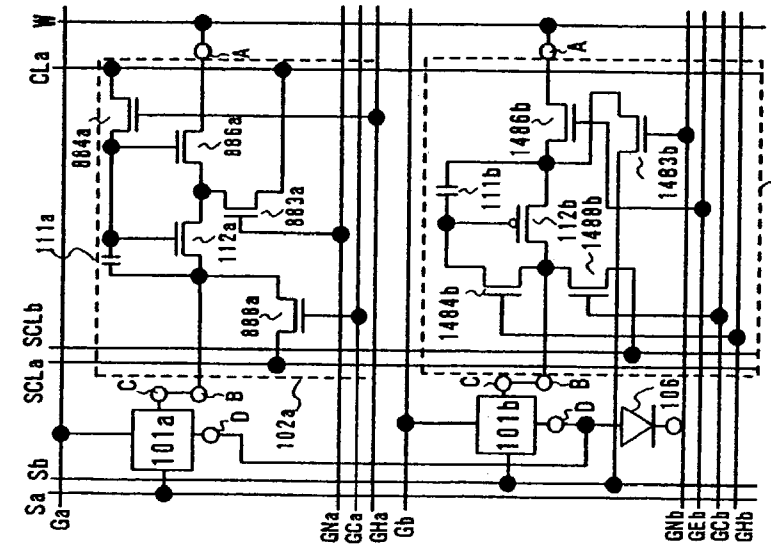 W
CLa
SCLb
SCLa
Sb
Sa
Ga
A
884a
886a
111a
112a
883a
888a
C
B
101a
D
102a
GNa
GCa
GHa
Gb
A
1486b
111b
1483b
112b
1488b
1484b
C
B
101b
D
106
GNb
GEb
GCb
GHb